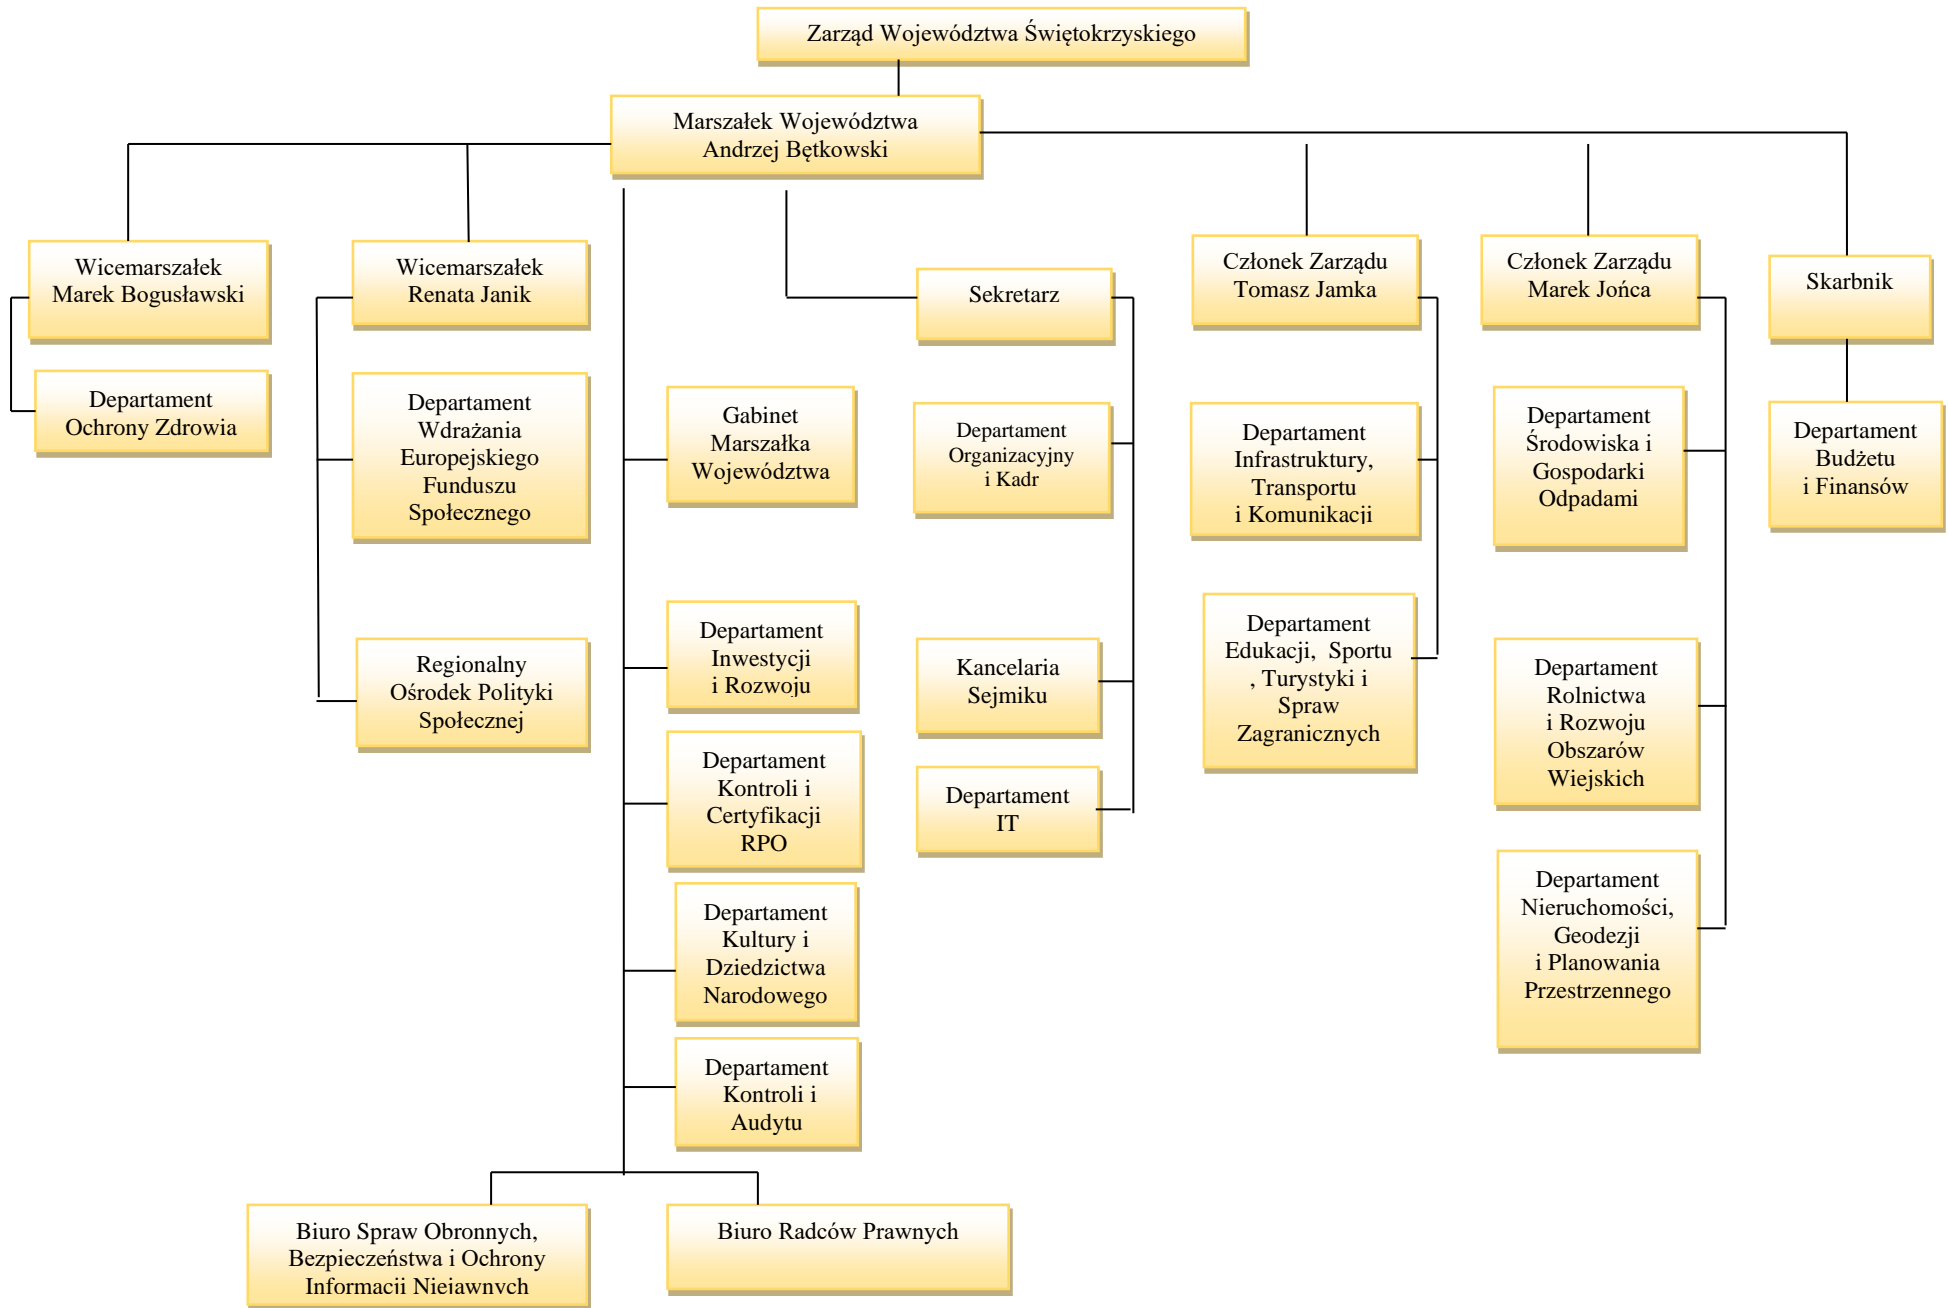 Zarząd Województwa Świętokrzyskiego
Marszałek Województwa
Andrzej Bętkowski
Wicemarszałek
Marek Bogusławski
Departament
Ochrony Zdrowia
Wicemarszałek
Renata Janik
Departament
Wdrażania
Europejskiego
Funduszu
Społecznego
Regionalny
Ośrodek Polityki
Społecznej
Gabinet
Marszałka
Województwa
Departament
Inwestycji
i Rozwoju
Departament
Kontroli i
Certyfikacji
RPO
Departament
Kultury i
Dziedzictwa
Narodowego
Departament
Kontroli i
Audytu
Biuro Spraw Obronnych,
Bezpieczeństwa i Ochrony
Informacji Niejawnych
Biuro Radców Prawnych
Sekretarz
Departament
Organizacyjny
i Kadr
Kancelaria
Sejmiku
Departament
IT
Członek Zarządu
Tomasz Jamka
Departament
Infrastruktury,
Transportu
i Komunikacji
Departament
Edukacji,  Sportu
, Turystyki i
Spraw
Zagranicznych
Członek Zarządu
Marek Jońca
Departament
Środowiska i
Gospodarki
Odpadami
Departament
Rolnictwa
i Rozwoju
Obszarów
Wiejskich
Departament
Nieruchomości,
Geodezji
i Planowania
Przestrzennego
Skarbnik
Departament
Budżetu
i Finansów